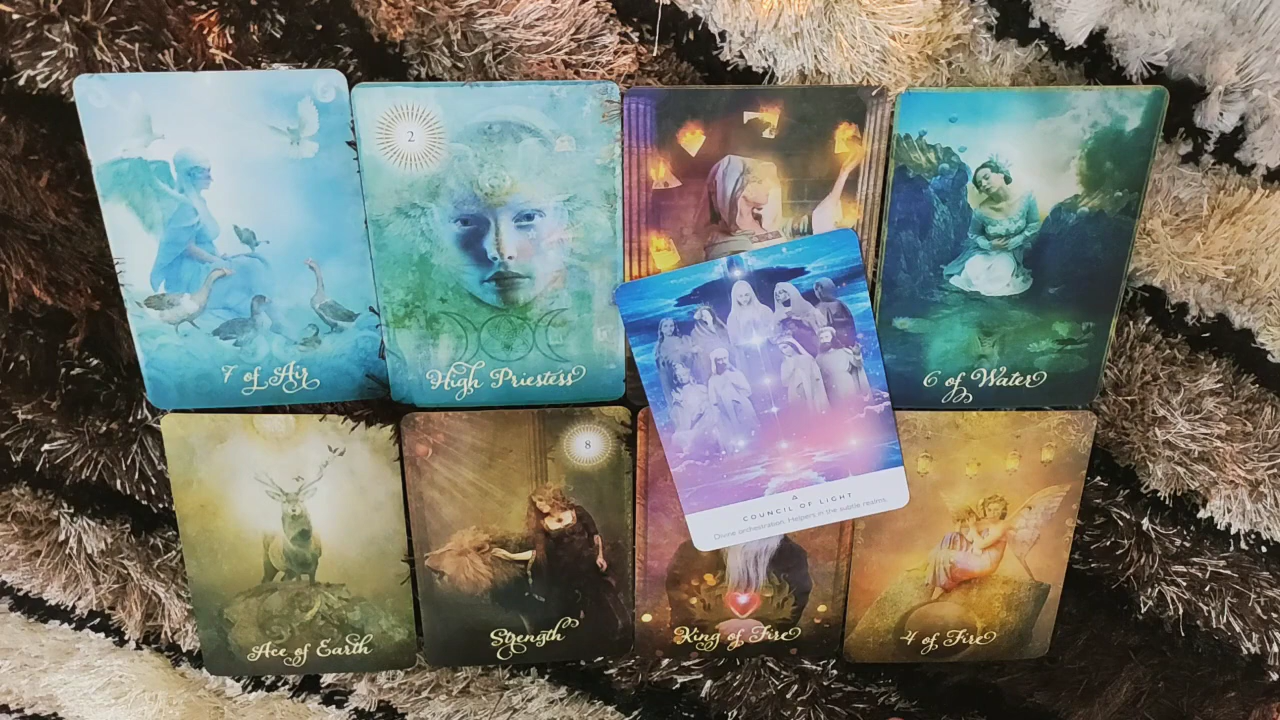 7 of Air
2
High Priestess
6 of Water
Ace of Earth
8
Strength
King of Fire
4 of Fire
COUNCIL OF LIGHT
Divine orchestration. Helpers in the subtle realms.